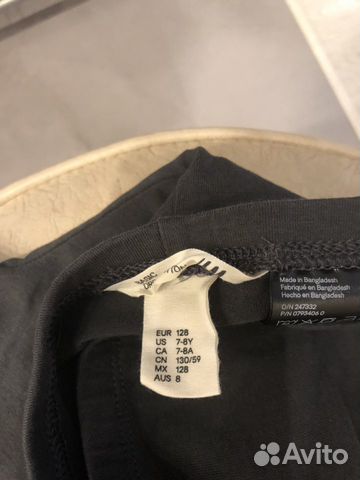 BASIC
EUR 128
US 7-8Y
CA 7-8A
CN 130/59
MX 128
AUS 8
Made in Bangladesh
Fabriqué en Bangladesh
Hecho en Bangladesh
O/N 247332
P/N 0793406 0
Avito